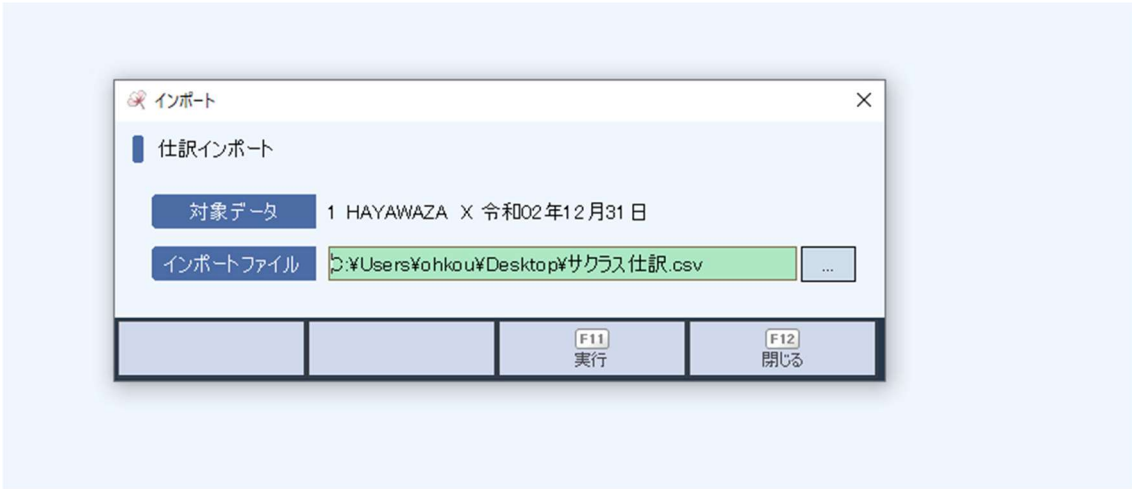 インポート
仕訳インポート
対象データ 1 HAYAWAZA X 令和02年12月31日
インポートファイル C:¥Users¥ohkou¥Desktop¥サクラス仕訳.csv ...
F11 F12
実行 閉じる